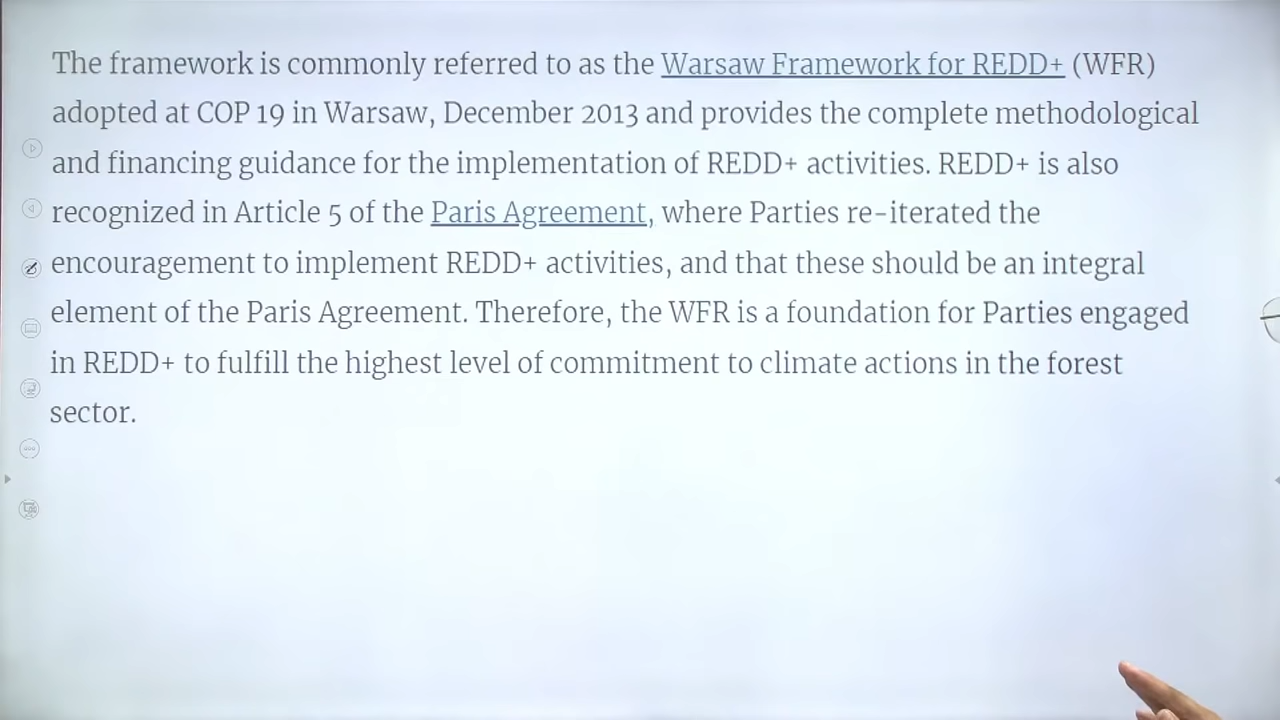 The framework is commonly referred to as the Warsaw Framework for REDD+ (WFR)
adopted at COP 19 in Warsaw, December 2013 and provides the complete methodological
and financing guidance for the implementation of REDD+ activities. REDD+ is also
recognized in Article 5 of the Paris Agreement, where Parties re-iterated the
encouragement to implement REDD+ activities, and that these should be an integral
element of the Paris Agreement. Therefore, the WFR is a foundation for Parties engaged
in REDD+ to fulfill the highest level of commitment to climate actions in the forest
sector.